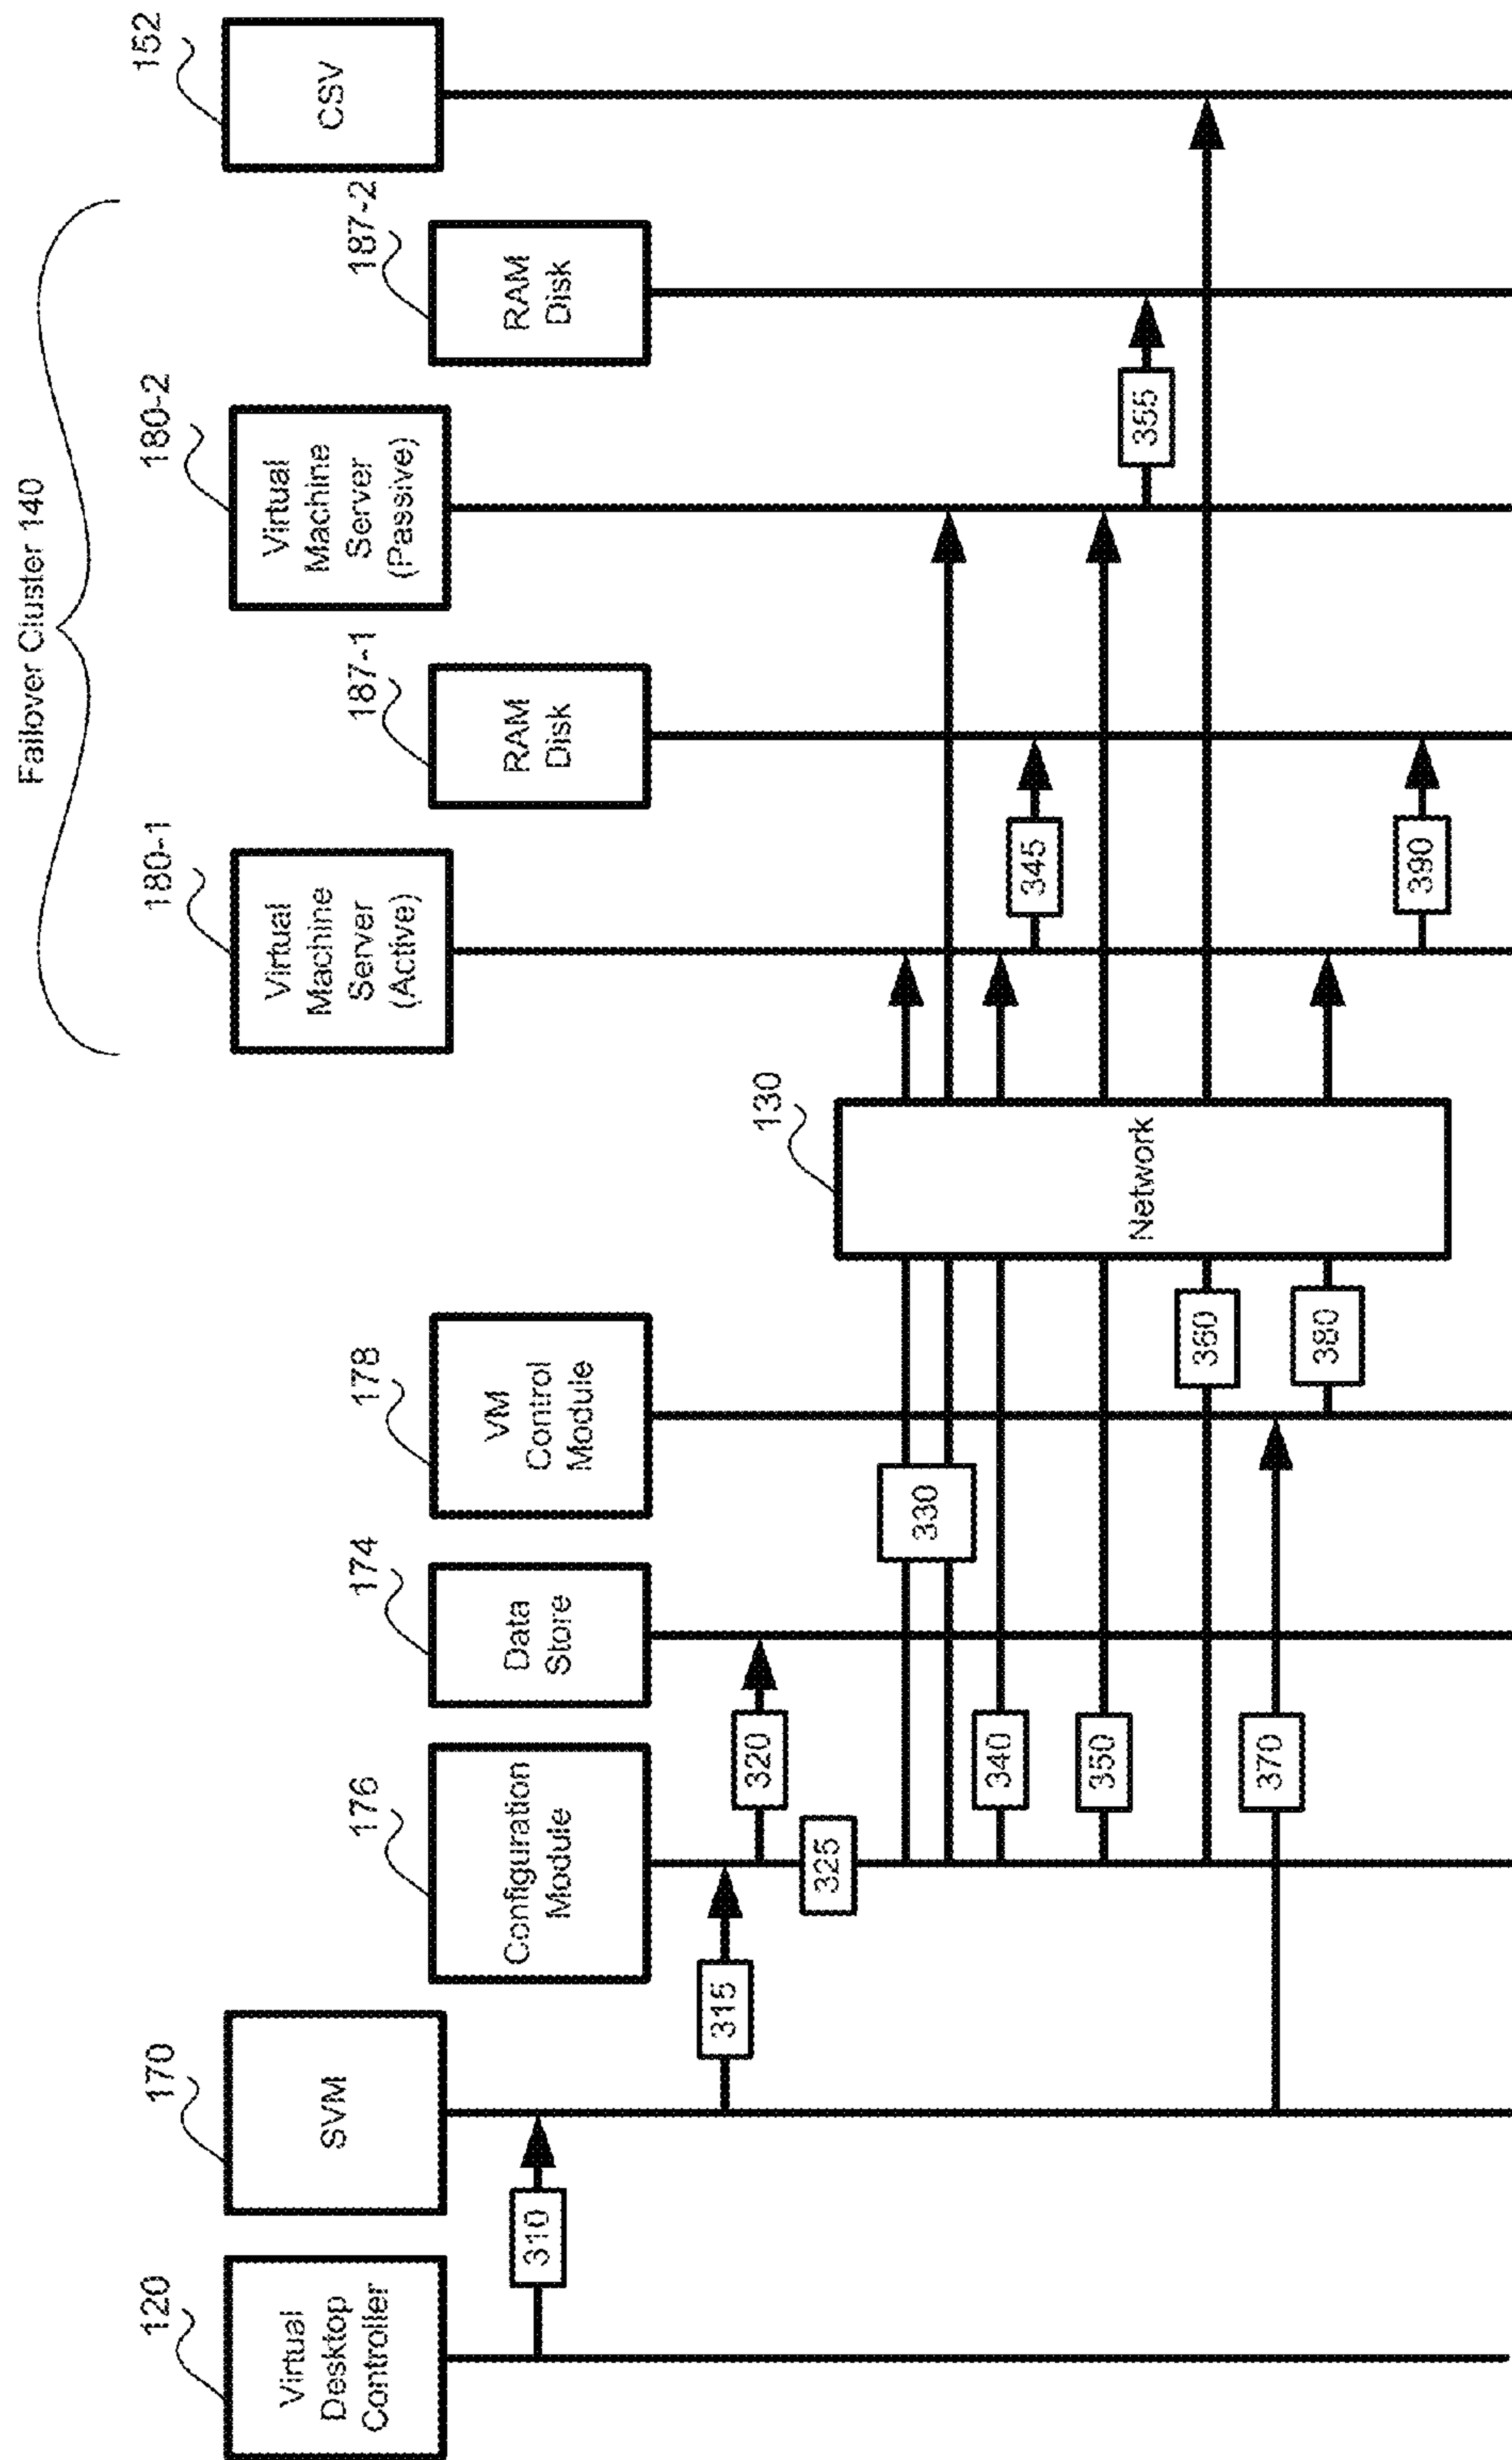 Failover Cluster 140
120
170
176
174
178
130
180-1
187-1
180-2
187-2
152
Virtual
Desktop
Controller
SVM
Configuration
Module
Data
Store
VM
Control
Module
Network
Virtual
Machine
Server
(Active)
RAM
Disk
Virtual
Machine
Server
(Passive)
RAM
Disk
CSV
310
315
320
325
330
340
345
350
355
360
370
380
390